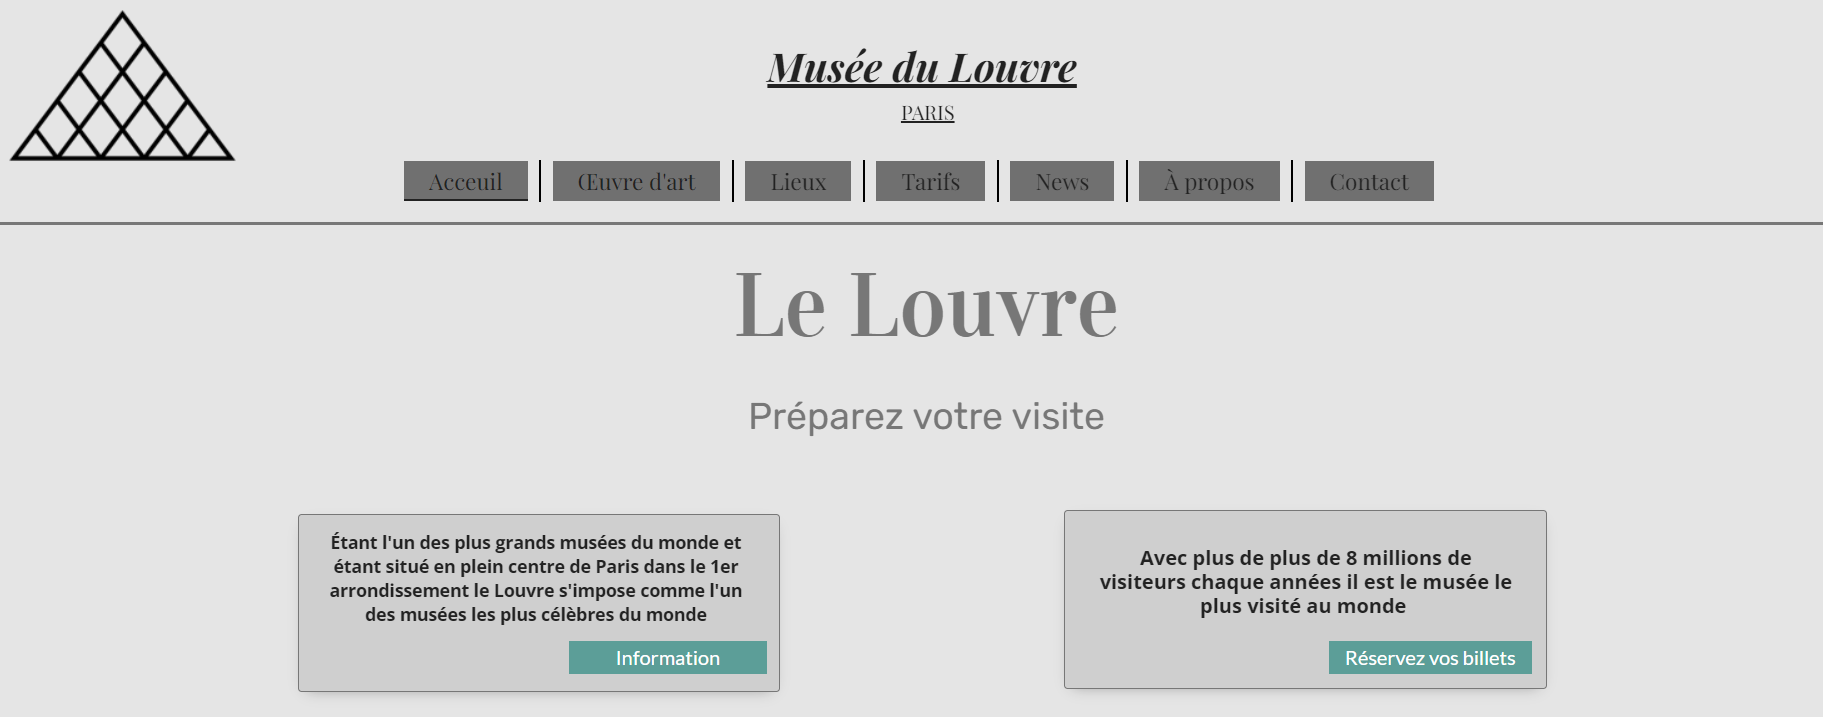 Musée du Louvre
PARIS
Acceuil Œuvre d'art Lieux Tarifs News À propos Contact
Le Louvre
Préparez votre visite
Étant l'un des plus grands musées du monde et
étant situé en plein centre de Paris dans le 1er
arrondissement le Louvre s'impose comme l'un
des musées les plus célèbres du monde
Information
Avec plus de plus de 8 millions de
visiteurs chaque années il est le musée le
plus visité au monde
Réservez vos billets